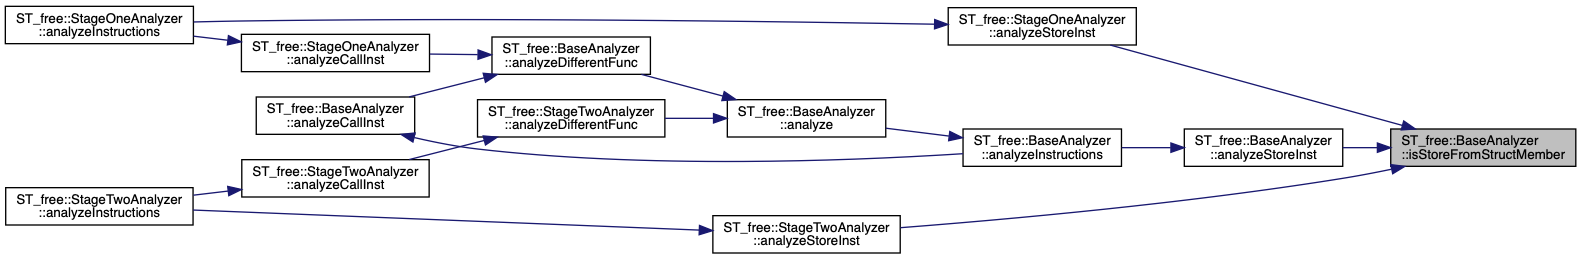 ST_free::StageOneAnalyzer
::analyzeInstructions
ST_free::StageOneAnalyzer
::analyzeStoreInst
ST_free::StageOneAnalyzer
::analyzeCallInst
ST_free::BaseAnalyzer
::analyzeDifferentFunc
ST_free::BaseAnalyzer
::analyzeCallInst
ST_free::StageTwoAnalyzer
::analyzeDifferentFunc
ST_free::BaseAnalyzer
::analyze
ST_free::BaseAnalyzer
::analyzeInstructions
ST_free::BaseAnalyzer
::analyzeStoreInst
ST_free::BaseAnalyzer
::isStoreFromStructMember
ST_free::StageTwoAnalyzer
::analyzeCallInst
ST_free::StageTwoAnalyzer
::analyzeInstructions
ST_free::StageTwoAnalyzer
::analyzeStoreInst